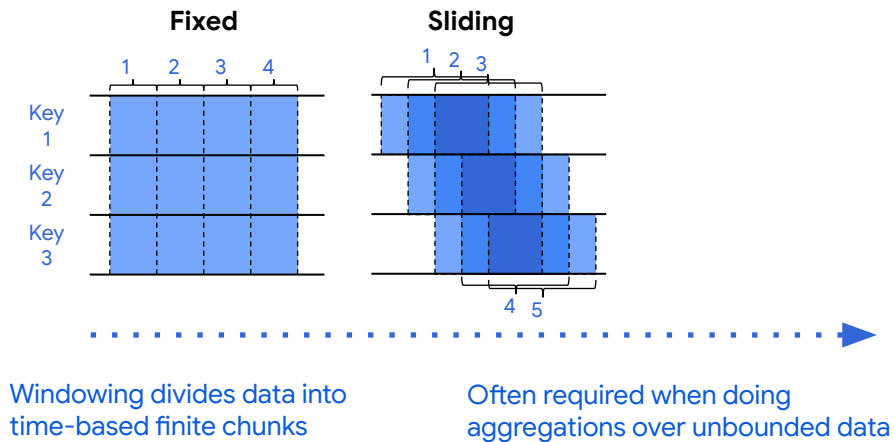 Fixed
Sliding
1 2 3 4
1 2 3
Key
1
Key
2
Key
3
4 5
Windowing divides data into
time-based finite chunks
Often required when doing
aggregations over unbounded data